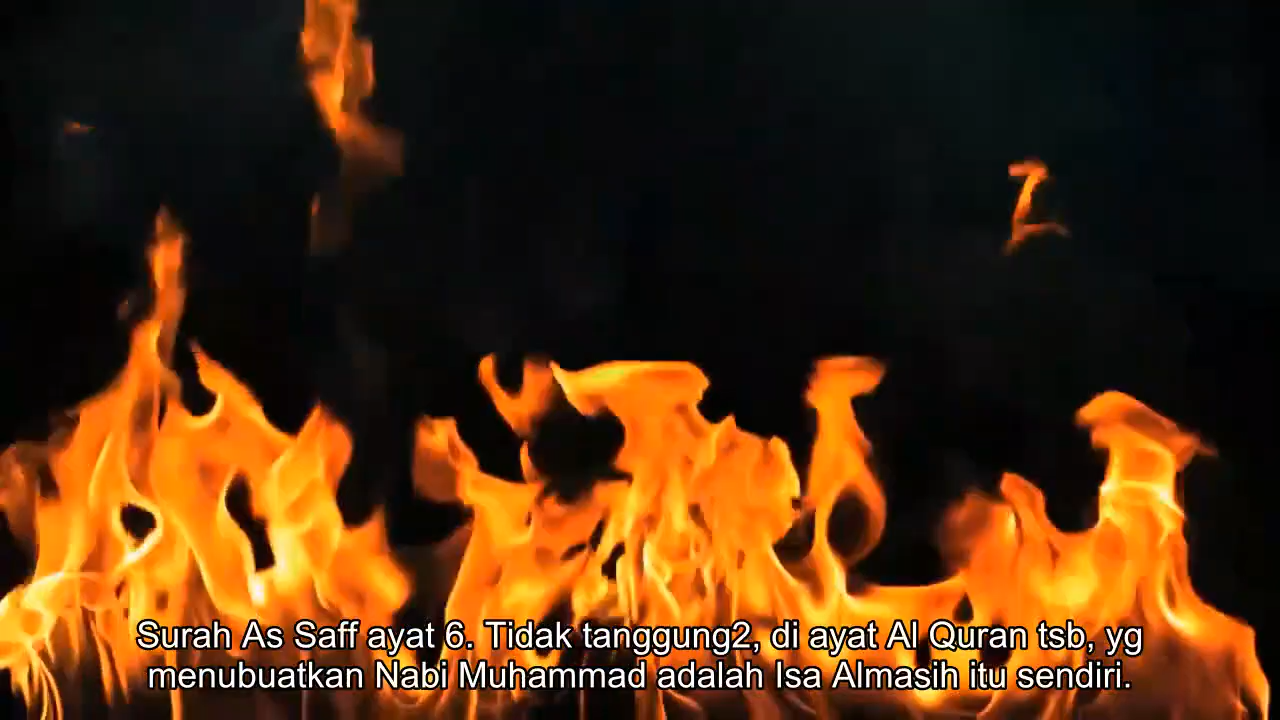 Surah As Saff ayat 6. Tidak tanggung2, di ayat Al Quran tsb, yg
menubuatkan Nabi Muhammad adalah Isa Almasih itu sendiri.